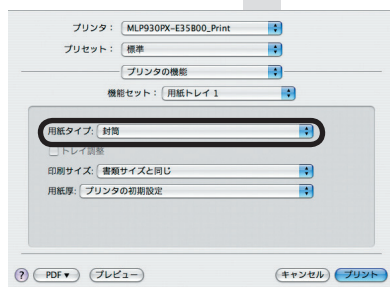 プリンタ： MLP930PX-E35B00_Print
プリセット： 標準
プリンタの機能
機能セット： 用紙トレイ 1
用紙タイプ: 封筒
トレイ調整
印刷サイズ: 書類サイズと同じ
用紙厚: プリンタの初期設定
? PDF▼ プレビュー キャンセル プリント